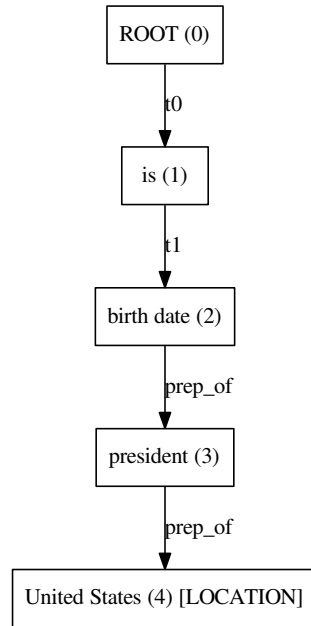 ROOT (0)
t0
is (1)
t1
birth date (2)
prep_of
president (3)
prep_of
United States (4) [LOCATION]